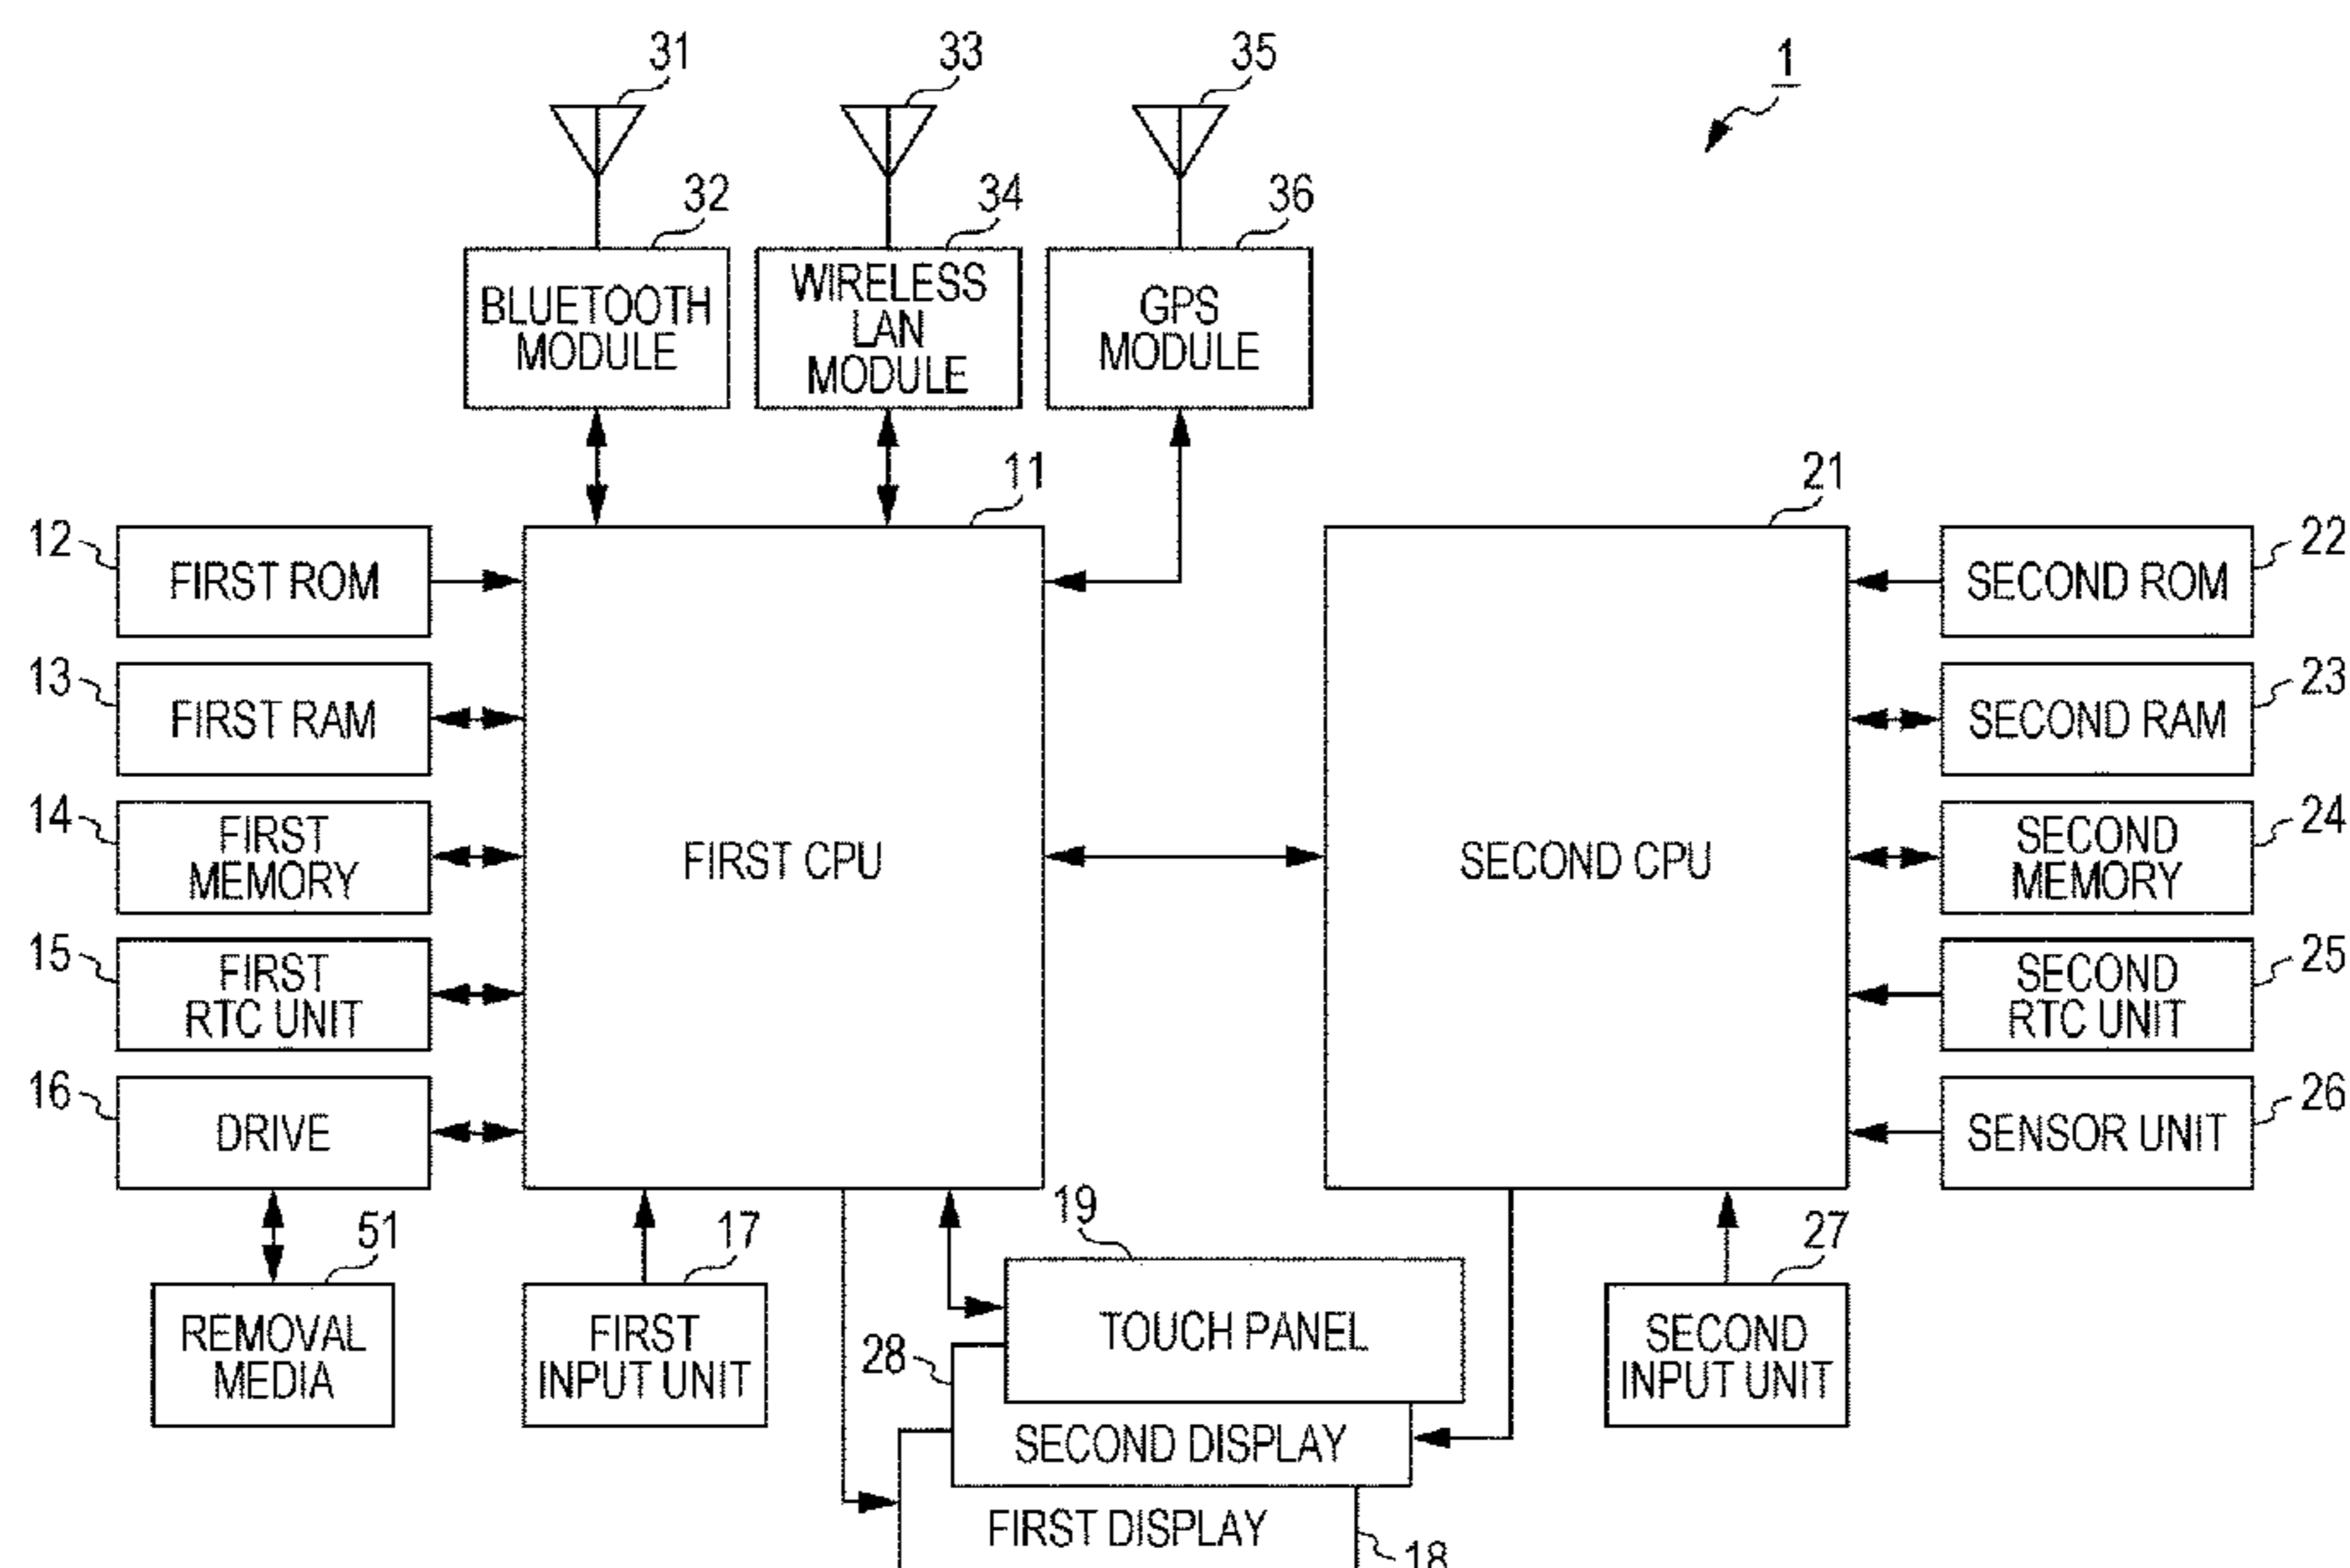 31
33
35
1
32
34
36
BLUETOOTH
MODULE
WIRELESS
LAN
MODULE
GPS
MODULE
11
21
12
FIRST ROM
SECOND ROM
22
13
FIRST RAM
SECOND RAM
23
14
FIRST
MEMORY
FIRST CPU
SECOND CPU
SECOND
MEMORY
24
15
FIRST
RTC UNIT
SECOND
RTC UNIT
25
16
DRIVE
SENSOR UNIT
26
51
17
19
27
REMOVAL
MEDIA
FIRST
INPUT UNIT
TOUCH PANEL
SECOND
INPUT UNIT
28
SECOND DISPLAY
FIRST DISPLAY
18